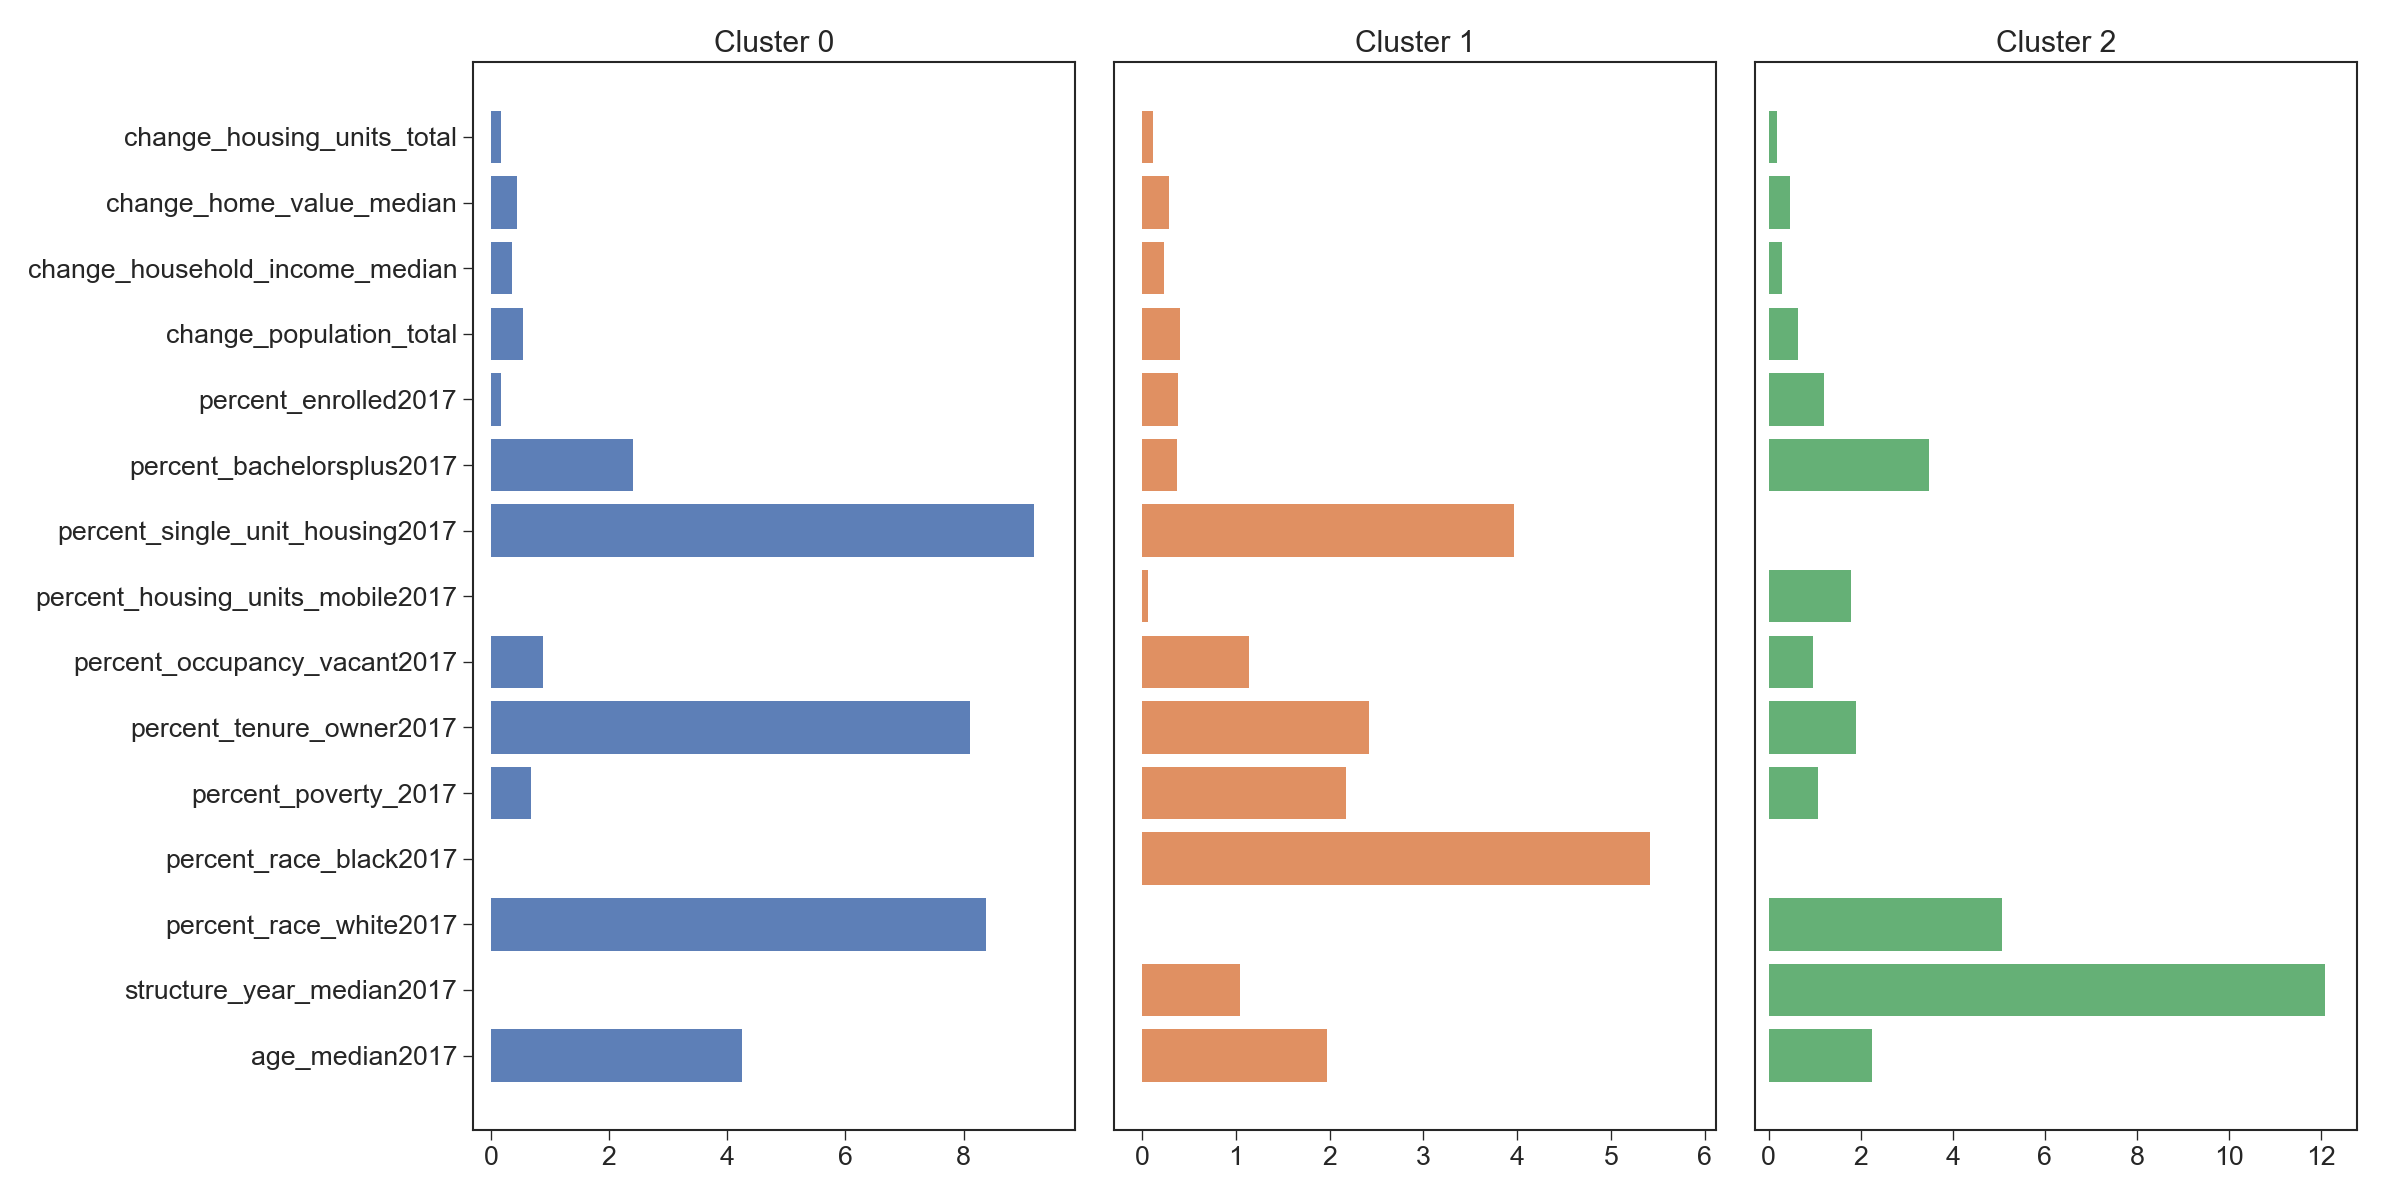 Cluster 0
Cluster 1
Cluster 2
change_housing_units_total
change_home_value_median
change_household_income_median
change_population_total
percent_enrolled2017
percent_bachelorsplus2017
percent_single_unit_housing2017
percent_housing_units_mobile2017
percent_occupancy_vacant2017
percent_tenure_owner2017
percent_poverty_2017
percent_race_black2017
percent_race_white2017
structure_year_median2017
age_median2017
0 2 4 6 8
0 1 2 3 4 5 6
0 2 4 6 8 10 12